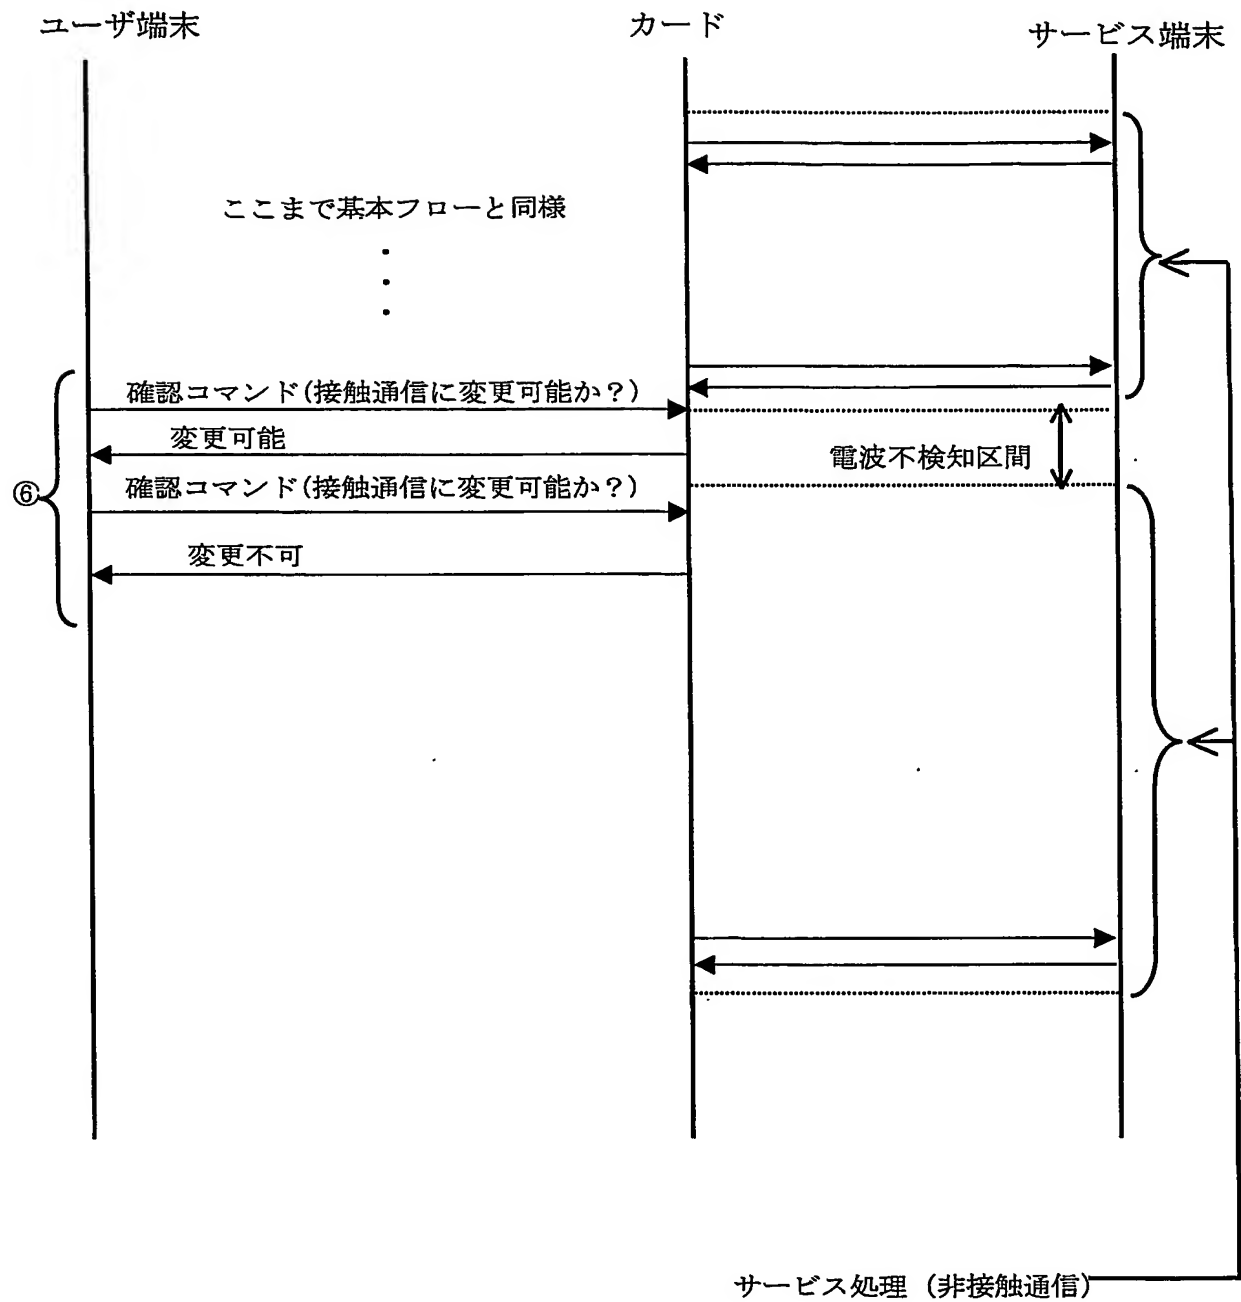 ユーザ端末
カード
サービス端末
ここまで基本フローと同様
確認コマンド(接触通信に変更可能か?)
変更可能
電波不検知区間
⑥
確認コマンド(接触通信に変更可能か?)
変更不可
サービス処理(非接触通信)